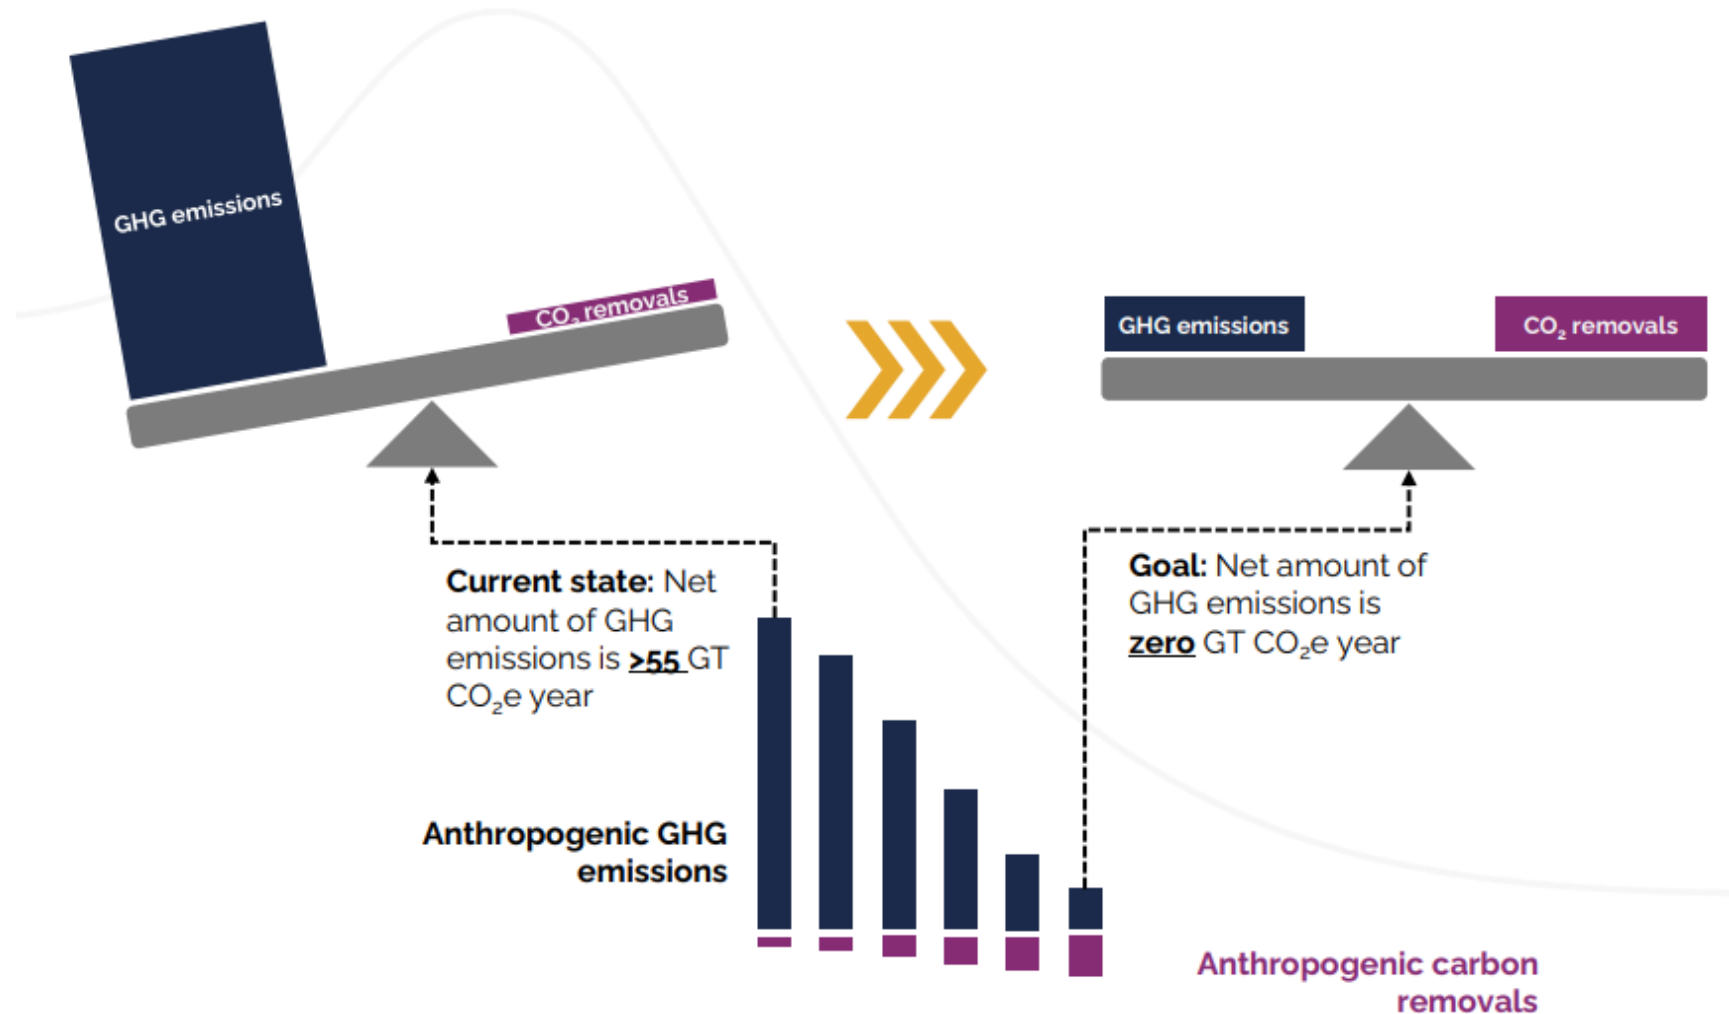 GHG emissions
CO₂ removals
GHG emissions
CO₂ removals
Current state: Net
amount of GHG
emissions is >55 GT
CO₂e year
Goal: Net amount of
GHG emissions is
zero GT CO₂e year
Anthropogenic GHG
emissions
Anthropogenic carbon
removals